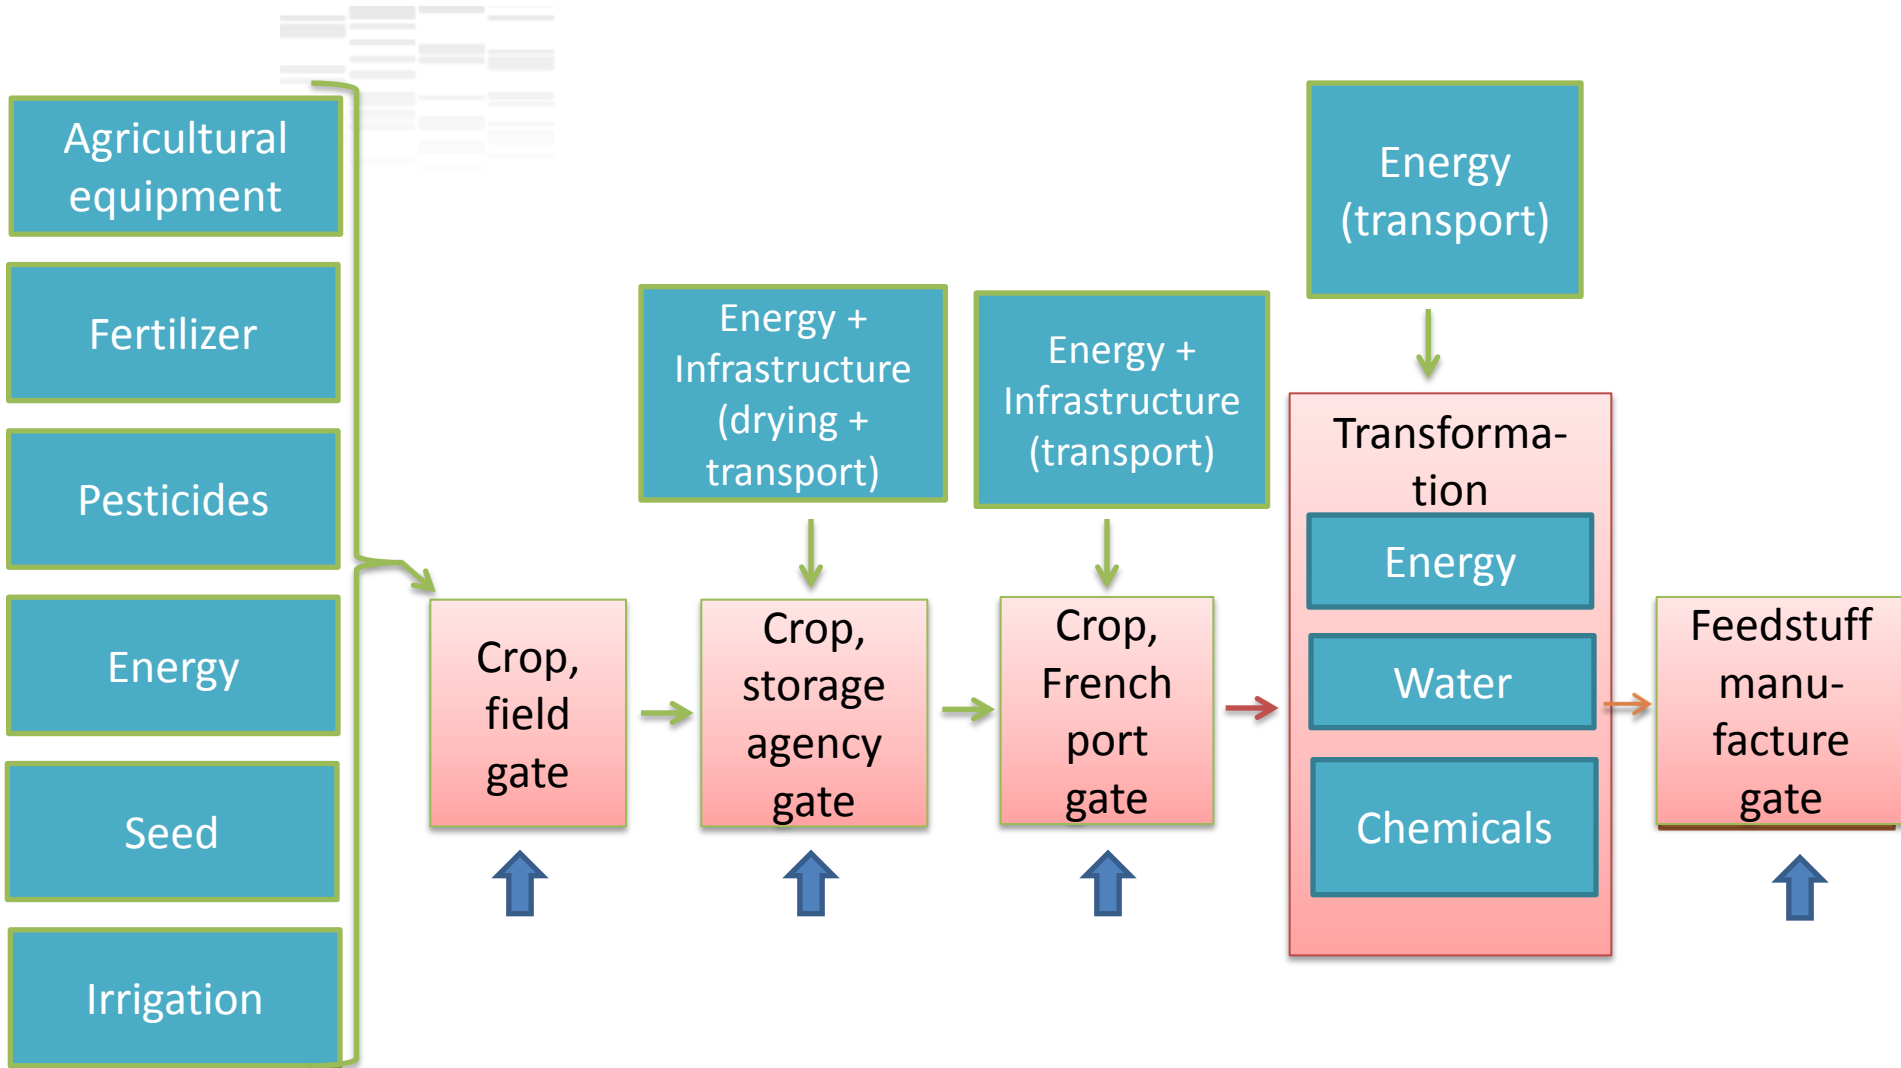 Agricultural
equipment
Fertilizer
Pesticides
Energy
Seed
Irrigation
Crop,
field
gate
Energy +
Infrastructure
(drying +
transport)
Crop,
storage
agency
gate
Energy +
Infrastructure
(transport)
Crop,
French
port
gate
Energy
(transport)
Transforma-
tion
Energy
Water
Chemicals
Feedstuff
manu-
facture
gate